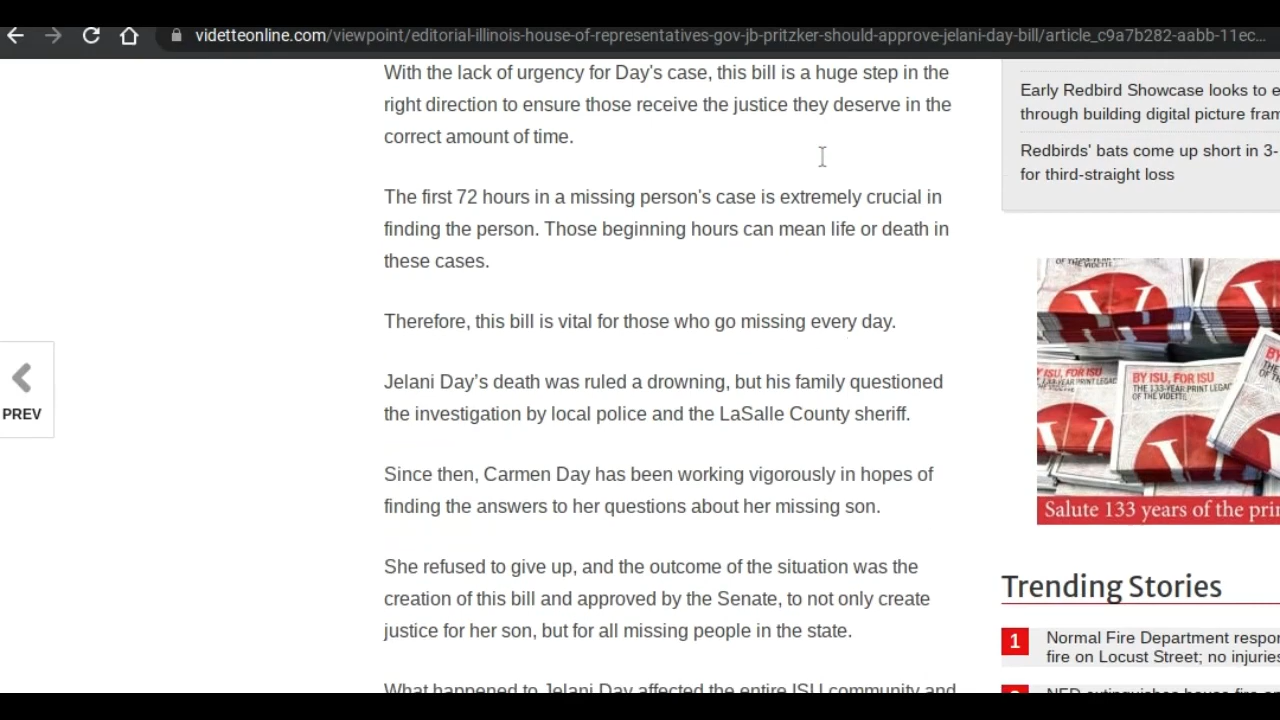 videtteonline.com/viewpoint/editorial-illinois-house-of-representatives-gov-jb-pritzker-should-approve-jelani-day-bill/article_c9a7b282-aabb-11ec...
With the lack of urgency for Day's case, this bill is a huge step in the
right direction to ensure those receive the justice they deserve in the
correct amount of time.
The first 72 hours in a missing person's case is extremely crucial in
finding the person. Those beginning hours can mean life or death in
these cases.
Therefore, this bill is vital for those who go missing every day.
Jelani Day’s death was ruled a drowning, but his family questioned
the investigation by local police and the LaSalle County sheriff.
Since then, Carmen Day has been working vigorously in hopes of
finding the answers to her questions about her missing son.
She refused to give up, and the outcome of the situation was the
creation of this bill and approved by the Senate, to not only create
justice for her son, but for all missing people in the state.
What happened to Jelani Day affected the entire ISU community and
PREV
Early Redbird Showcase looks to
through building digital picture
Redbirds' bats come up short in 3-
for third-straight loss
OF THE VIDETTE
BY ISU, FOR ISU
THE 133-YEAR PRINT
OF THE VIDETTE
Salute 133 years of the
Trending Stories
1
Normal Fire Department
fire on Locust Street; no